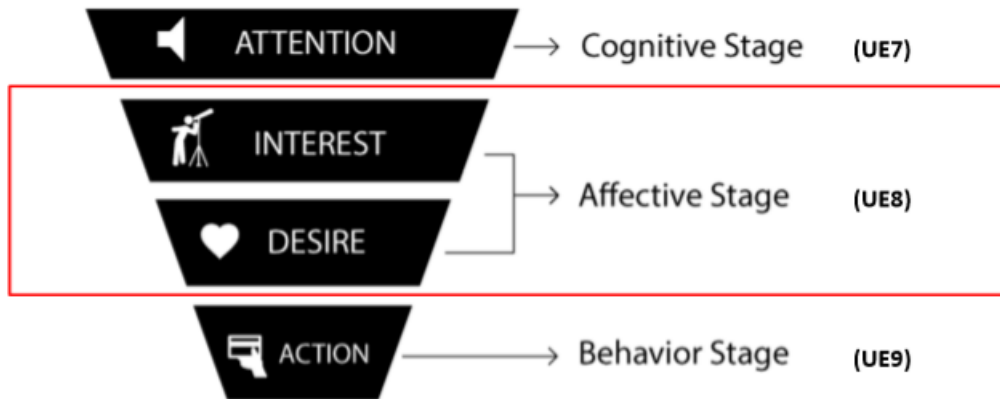 ATTENTION Cognitive Stage (UE7)
INTEREST
Affective Stage (UE8)
DESIRE
ACTION Behavior Stage (UE9)